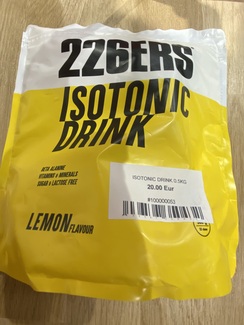 226ERS
ISOTONIC
DRINK
BETA ALANINE
VITAMINS & MINERALS
SUGAR & LACTOSE FREE
ISOTONIC DRINK 0.5KG
20.00 Eur
#100000053
LEMON FLAVOUR